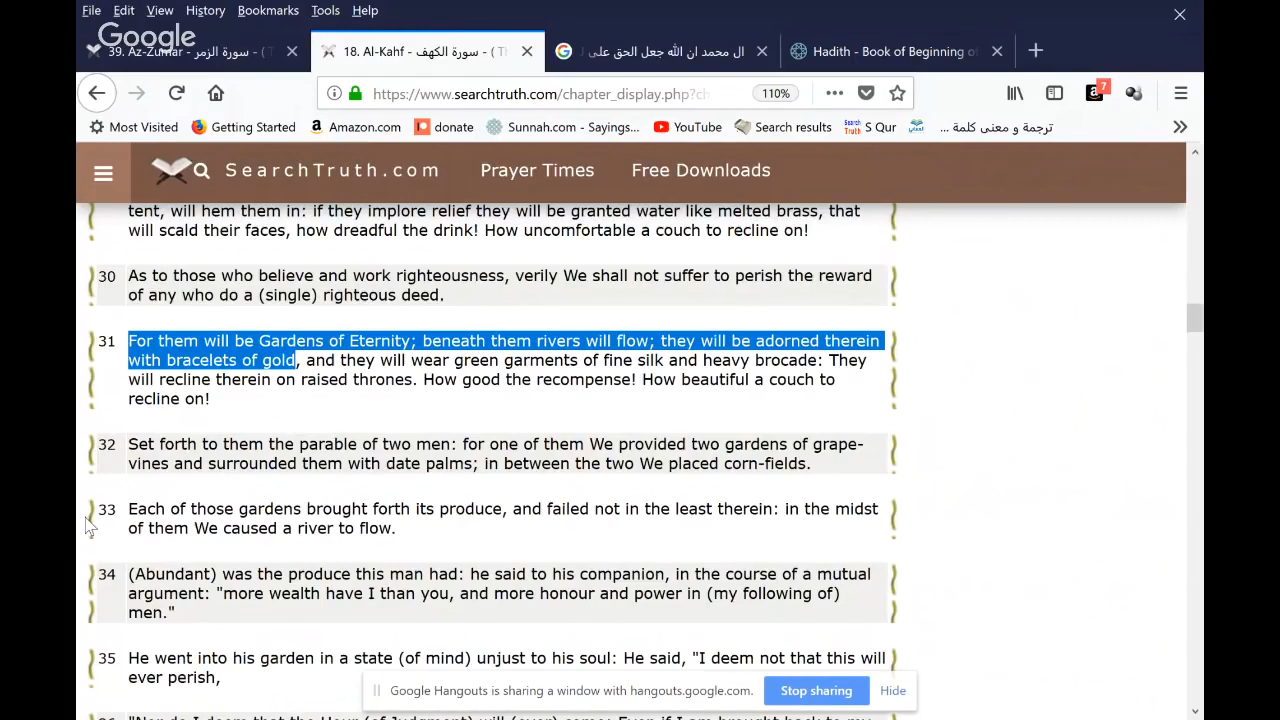 File Edit View History Bookmarks Tools Help
Google
39. Az-Zumar - سورة الزمر - ( T
18. Al-Kahf - سورة الكهف - ( Th
ال محمد ان الله جعل الحق على ل
Hadith - Book of Beginning of
https://www.searchtruth.com/chapter_display.php?ch
110%
7
Most Visited Getting Started Amazon.com donate Sunnah.com - Sayings,... YouTube Search results S Qur ترجمة و معنى كلمة ...
SearchTruth.com Prayer Times Free Downloads
tent, will hem them in: if they implore relief they will be granted water like melted brass, that
will scald their faces, how dreadful the drink! How uncomfortable a couch to recline on!
30 As to those who believe and work righteousness, verily We shall not suffer to perish the reward
of any who do a (single) righteous deed.
31 For them will be Gardens of Eternity; beneath them rivers will flow; they will be adorned therein
with bracelets of gold, and they will wear green garments of fine silk and heavy brocade: They
will recline therein on raised thrones. How good the recompense! How beautiful a couch to
recline on!
32 Set forth to them the parable of two men: for one of them We provided two gardens of grape-
vines and surrounded them with date palms; in between the two We placed corn-fields.
33 Each of those gardens brought forth its produce, and failed not in the least therein: in the midst
of them We caused a river to flow.
34 (Abundant) was the produce this man had: he said to his companion, in the course of a mutual
argument: "more wealth have I than you, and more honour and power in (my following of)
men."
35 He went into his garden in a state (of mind) unjust to his soul: He said, "I deem not that this will
ever perish,
Google Hangouts is sharing a window with hangouts.google.com. Stop sharing Hide